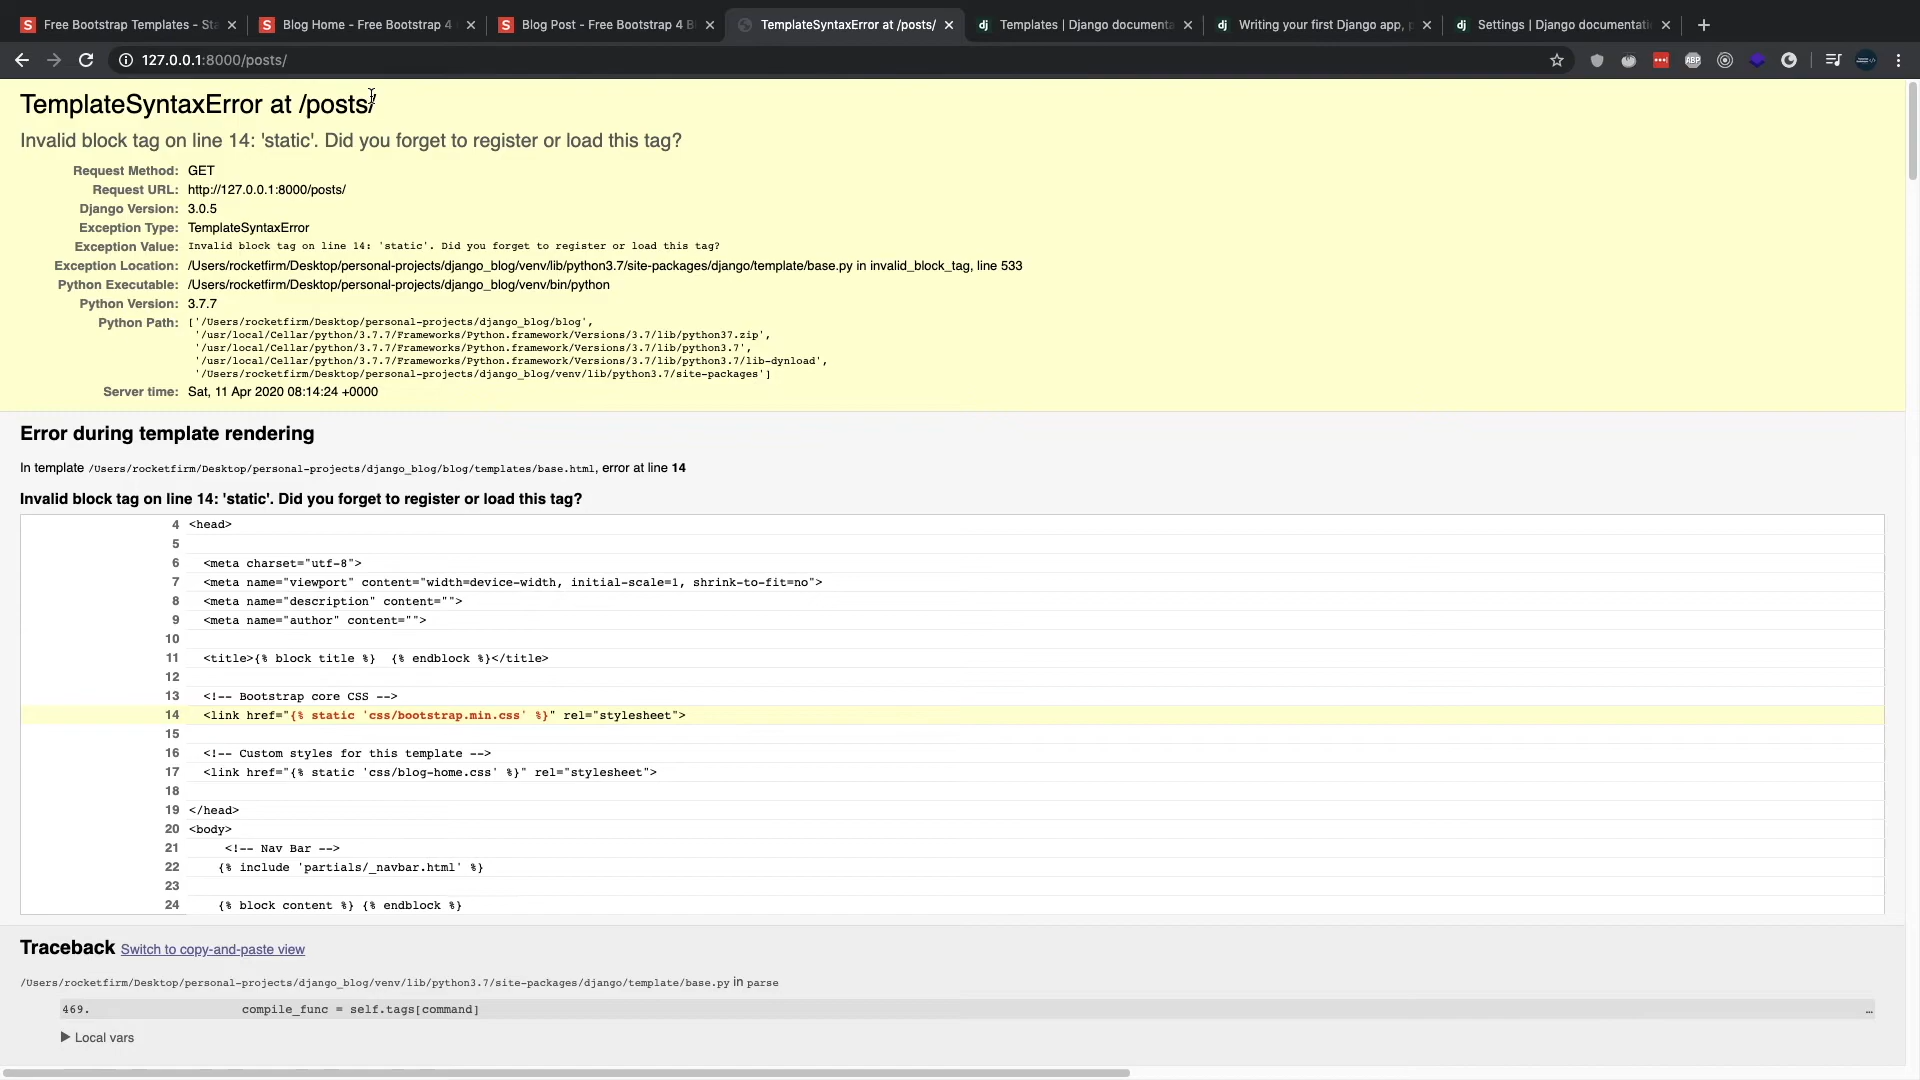 Free Bootstrap Templates - Sta
Blog Home - Free Bootstrap 4
Blog Post - Free Bootstrap 4 Bl
TemplateSyntaxError at /posts/
Templates | Django documenta
Writing your first Django app, p
Settings | Django documentati
127.0.0.1:8000/posts/
TemplateSyntaxError at /posts/
Invalid block tag on line 14: 'static'. Did you forget to register or load this tag?
Request Method: GET
Request URL: http://127.0.0.1:8000/posts/
Django Version: 3.0.5
Exception Type: TemplateSyntaxError
Exception Value: Invalid block tag on line 14: 'static'. Did you forget to register or load this tag?
Exception Location: /Users/rocketfirm/Desktop/personal-projects/django_blog/venv/lib/python3.7/site-packages/django/template/base.py in invalid_block_tag, line 533
Python Executable: /Users/rocketfirm/Desktop/personal-projects/django_blog/venv/bin/python
Python Version: 3.7.7
Python Path: ['/Users/rocketfirm/Desktop/personal-projects/django_blog/blog',
'/usr/local/Cellar/python/3.7.7/Frameworks/Python.framework/Versions/3.7/lib/python37.zip',
'/usr/local/Cellar/python/3.7.7/Frameworks/Python.framework/Versions/3.7/lib/python3.7',
'/usr/local/Cellar/python/3.7.7/Frameworks/Python.framework/Versions/3.7/lib/python3.7/lib-dynload',
'/Users/rocketfirm/Desktop/personal-projects/django_blog/venv/lib/python3.7/site-packages']
Server time: Sat, 11 Apr 2020 08:14:24 +0000
Error during template rendering
In template /Users/rocketfirm/Desktop/personal-projects/django_blog/blog/templates/base.html, error at line 14
Invalid block tag on line 14: 'static'. Did you forget to register or load this tag?
4 <head>
5
6 <meta charset="utf-8">
7 <meta name="viewport" content="width=device-width, initial-scale=1, shrink-to-fit=no">
8 <meta name="description" content="">
9 <meta name="author" content="">
10
11 <title>{% block title %}  {% endblock %}</title>
12
13 <!-- Bootstrap core CSS -->
14 <link href="{% static 'css/bootstrap.min.css' %}" rel="stylesheet">
15
16 <!-- Custom styles for this template -->
17 <link href="{% static 'css/blog-home.css' %}" rel="stylesheet">
18
19 </head>
20 <body>
21 <!-- Nav Bar -->
22 {% include 'partials/_navbar.html' %}
23
24 {% block content %} {% endblock %}
Traceback Switch to copy-and-paste view
/Users/rocketfirm/Desktop/personal-projects/django_blog/venv/lib/python3.7/site-packages/django/template/base.py in parse
469. compile_func = self.tags[command] …
▶ Local vars